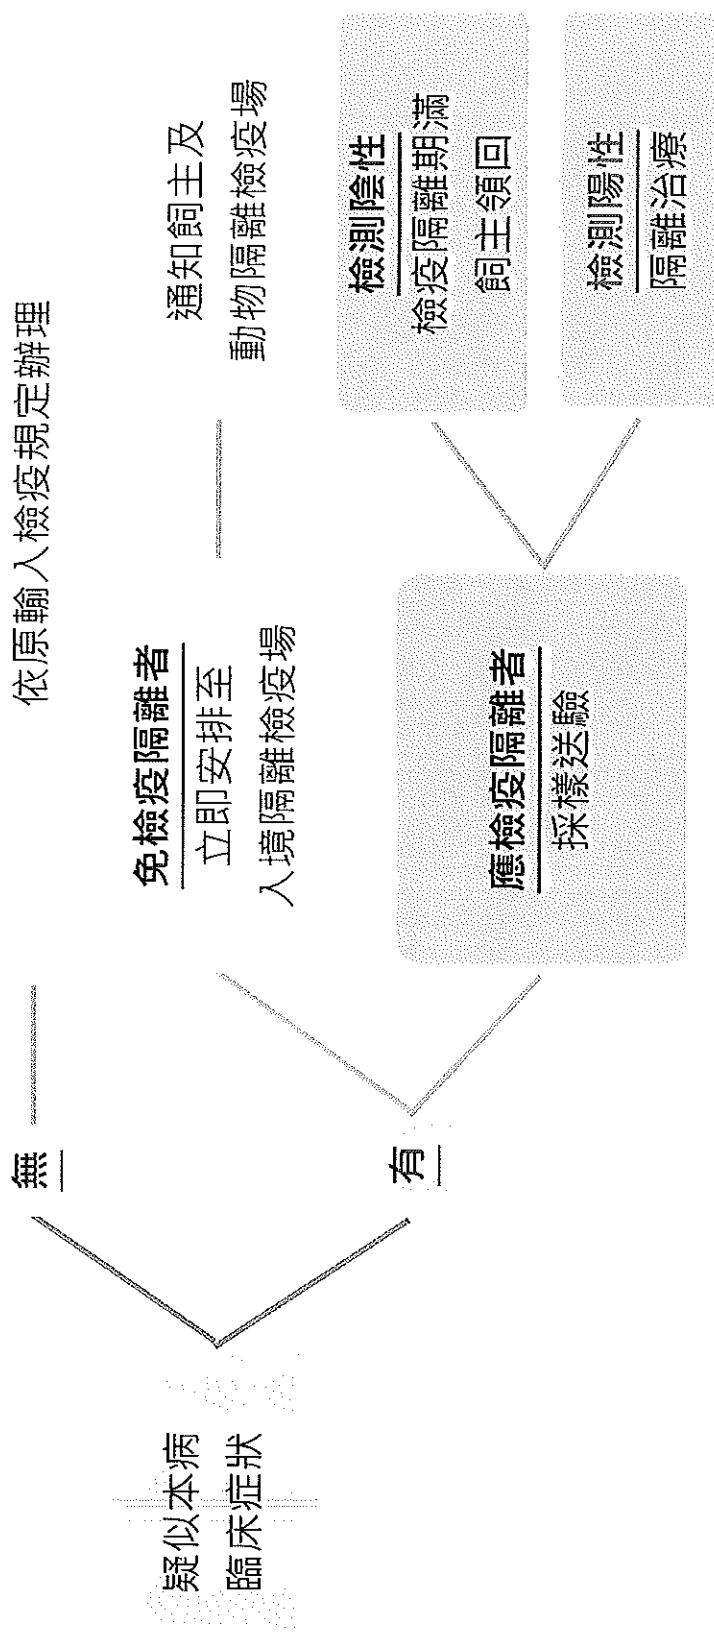 疑似本病
臨床症狀
無
依原輸入檢疫規定辦理
有
免檢疫隔離者
立即安排至
入境隔離檢疫場
通知飼主及
動物隔離檢疫場
應檢疫隔離者
採樣送驗
檢測陰性
檢疫隔離期滿
飼主領回
檢測陽性
隔離治療